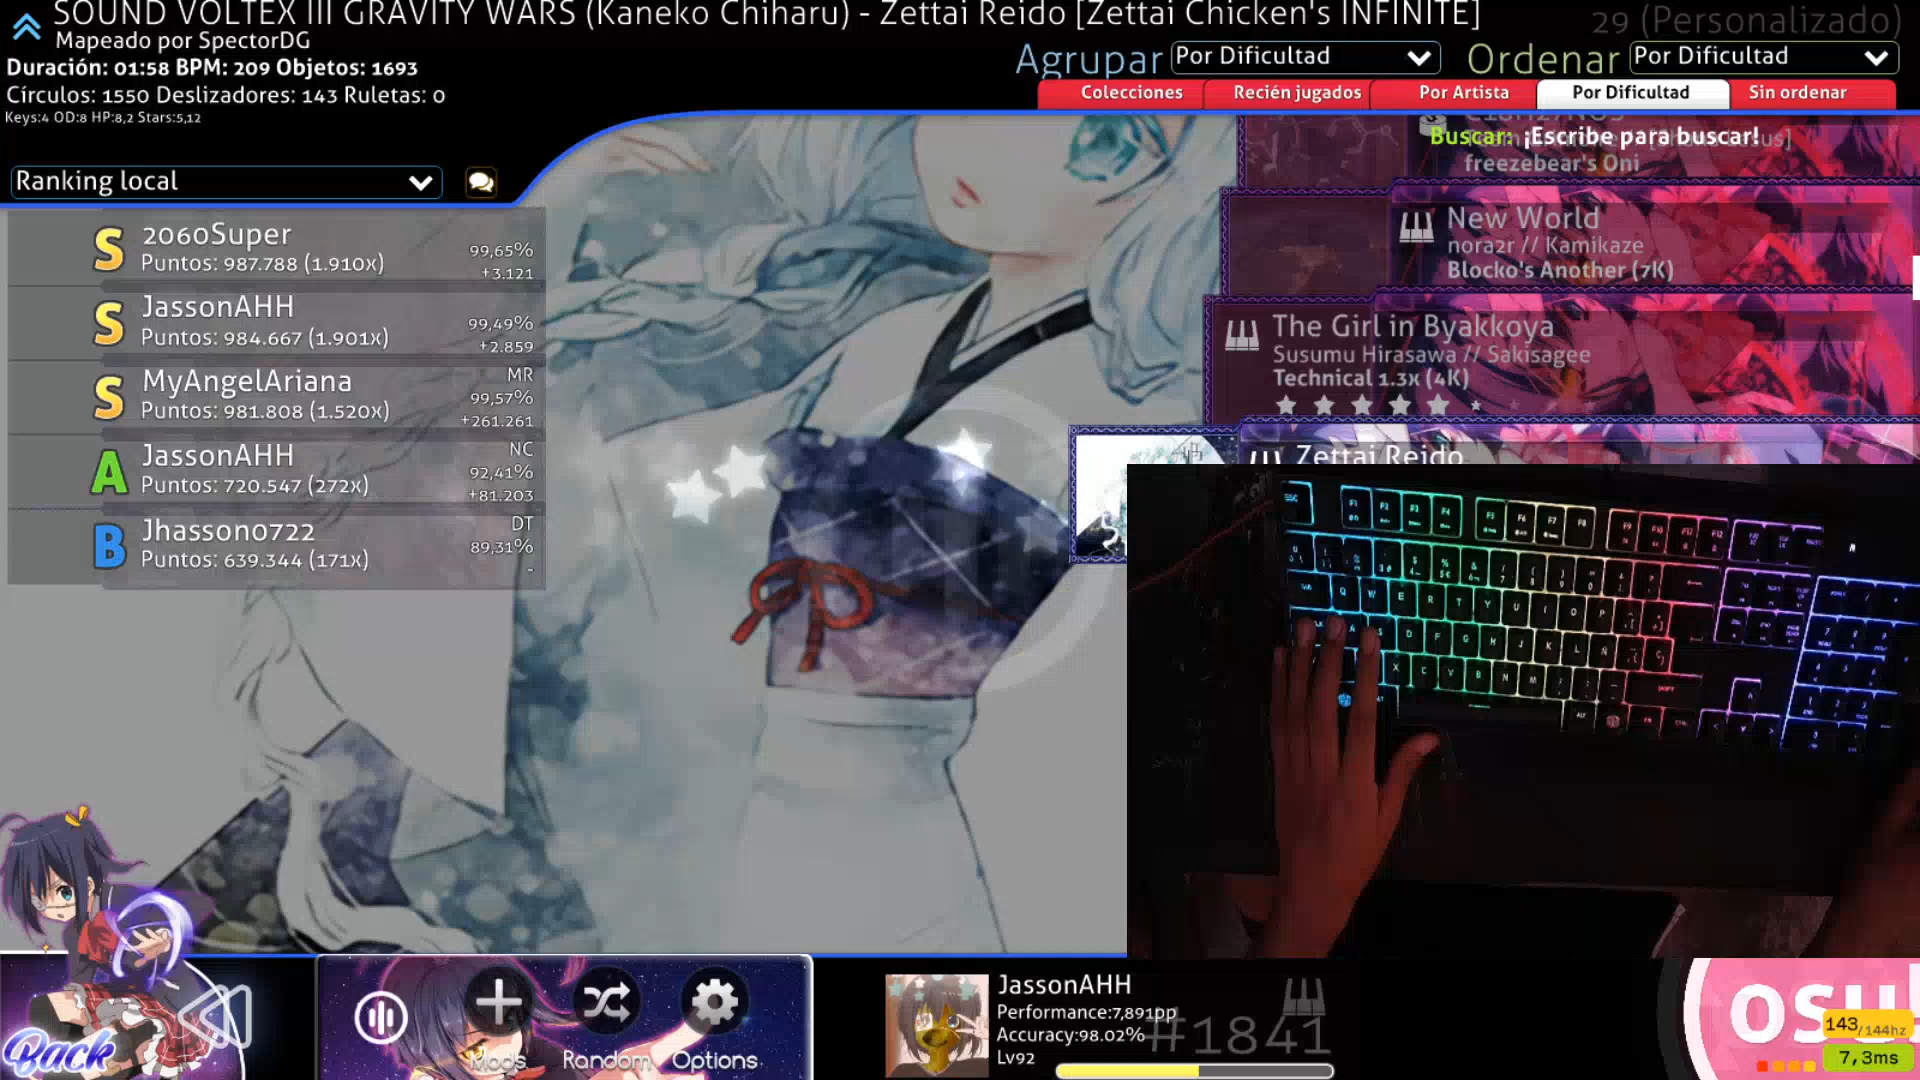 SOUND VOLTEX III GRAVITY WARS (Kaneko Chiharu) - Zettai Reido [Zettai Chicken's INFINITE]
29 (Personalizado)
Mapeado por SpectorDG
Duración: 01:58 BPM: 209 Objetos: 1693
Círculos: 1550 Deslizadores: 143 Ruletas: 0
Keys:4 OD:8 HP:8,2 Stars:5,12
Agrupar Por Dificultad
Ordenar Por Dificultad
Colecciones Recién jugados Por Artista Por Dificultad Sin ordenar
Buscar: ¡Escribe para buscar!
freezebear's Oni
Ranking local
2060Super
Puntos: 987.788 (1.910x)
99,65%
+3.121
JassonAHH
Puntos: 984.667 (1.901x)
99,49%
+2.859
MyAngelAriana
Puntos: 981.808 (1.520x)
MR
99,57%
+261.261
JassonAHH
Puntos: 720.547 (272x)
NC
92,41%
+81.203
Jhasson0722
Puntos: 639.344 (171x)
DT
89,31%
-
New World
nora2r // Kamikaze
Blocko's Another (7K)
The Girl in Byakkoya
Susumu Hirasawa // Sakisagee
Technical 1.3x (4K)
Zettai Reido
Back
Mods
Random
Options
JassonAHH
Performance:7,891pp
Accuracy:98.02%
Lv92
#1841
osu
143/144hz
7,3ms